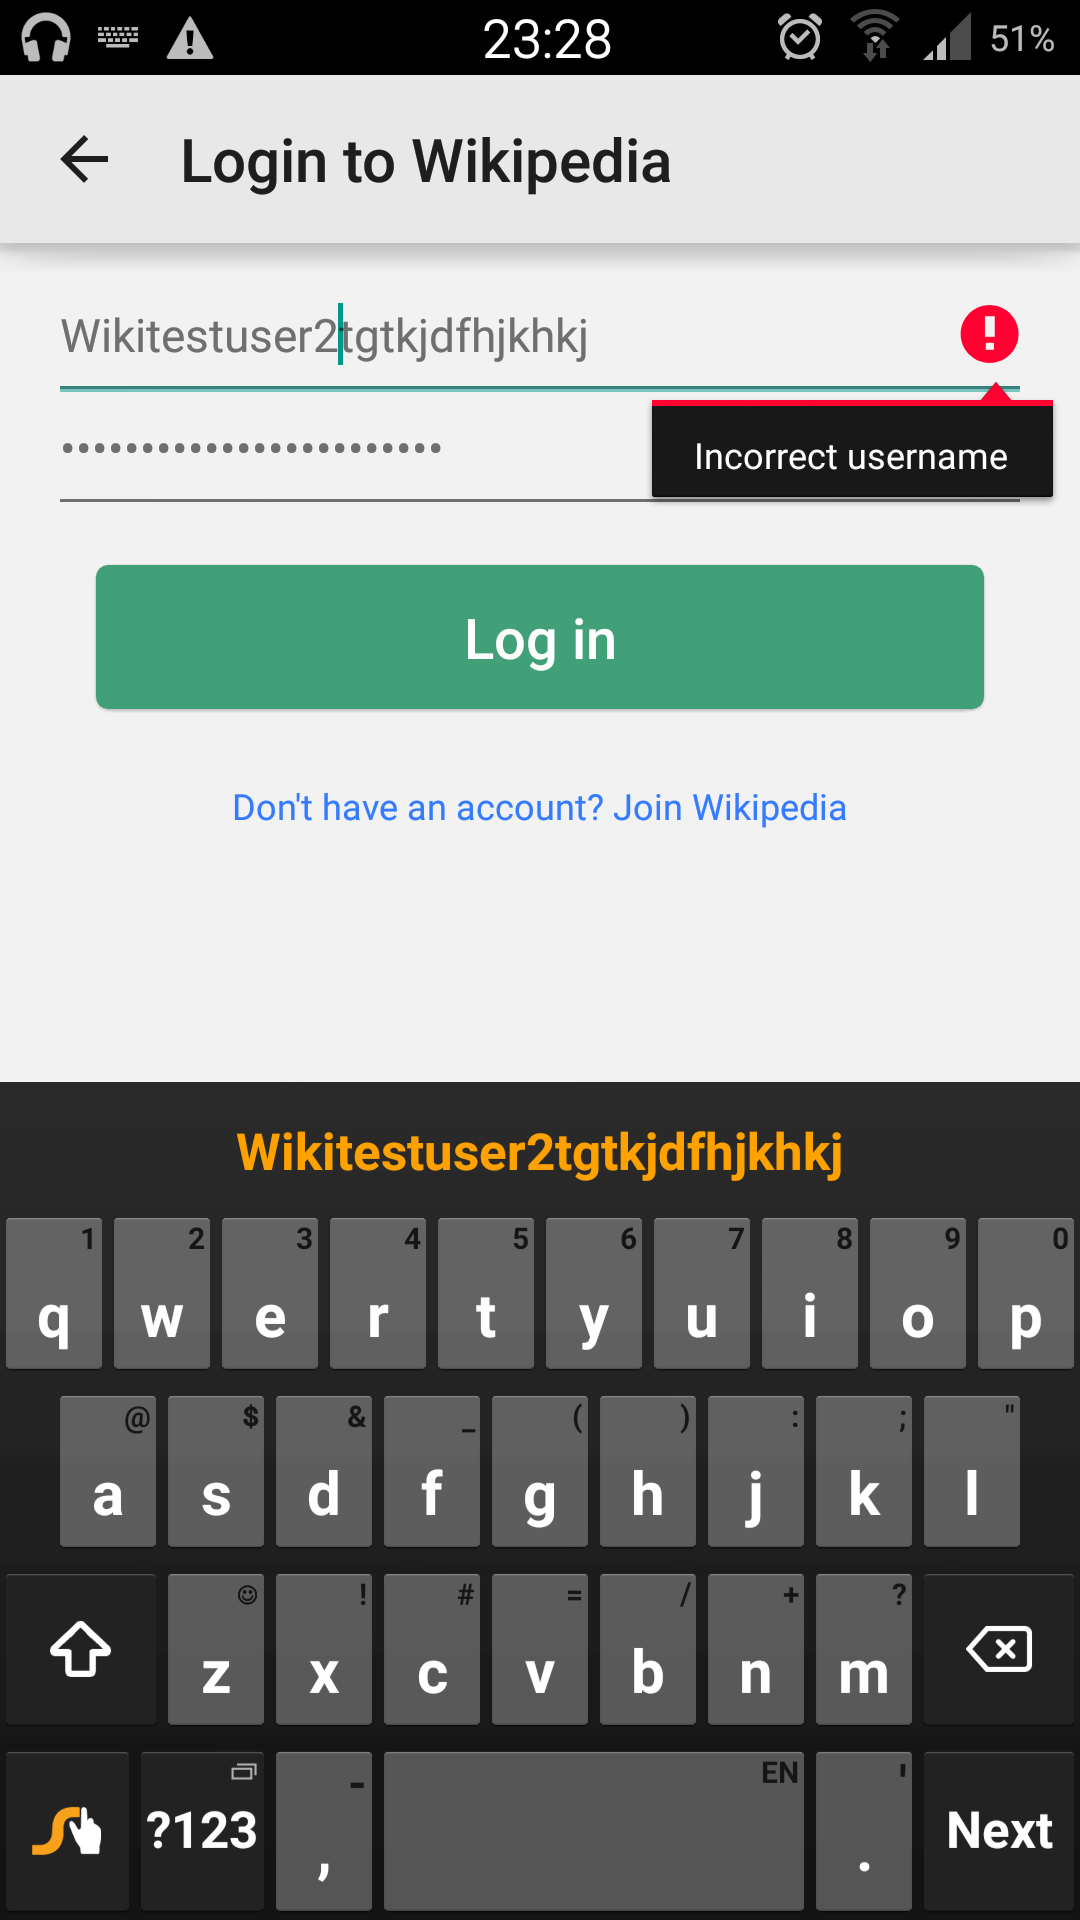 23:28 51%
Login to Wikipedia
Wikitestuser2tgtkjdfhjkhkj
•••••••••••••••••••••••• 
Incorrect username
Log in
Don't have an account? Join Wikipedia
Wikitestuser2tgtkjdfhjkhkj
1 2 3 4 5 6 7 8 9 0
q w e r t y u i o p
@ $ & _ ( ) : ; "
a s d f g h j k l
! # = / + ?
z x c v b n m
- EN '
?123 , . Next